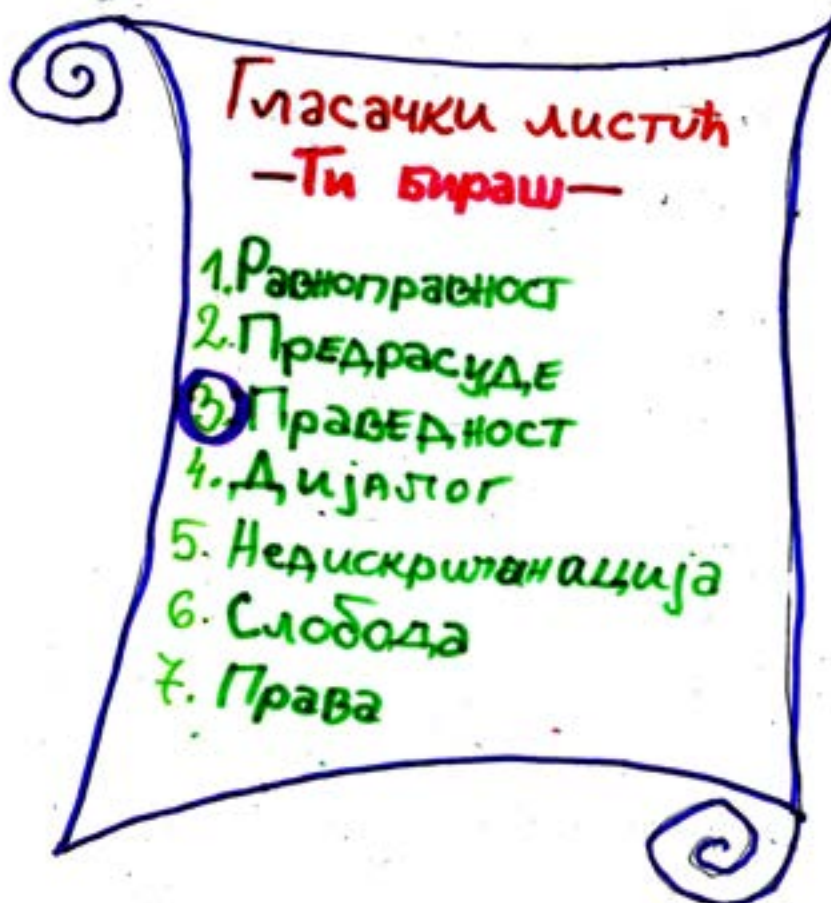 Гласачки листић
-Ти бираш-
1. Равноправност
2. Предрасуде
3. Праведност
4. Дијалог
5. Недискриминација
6. Слобода
7. Права